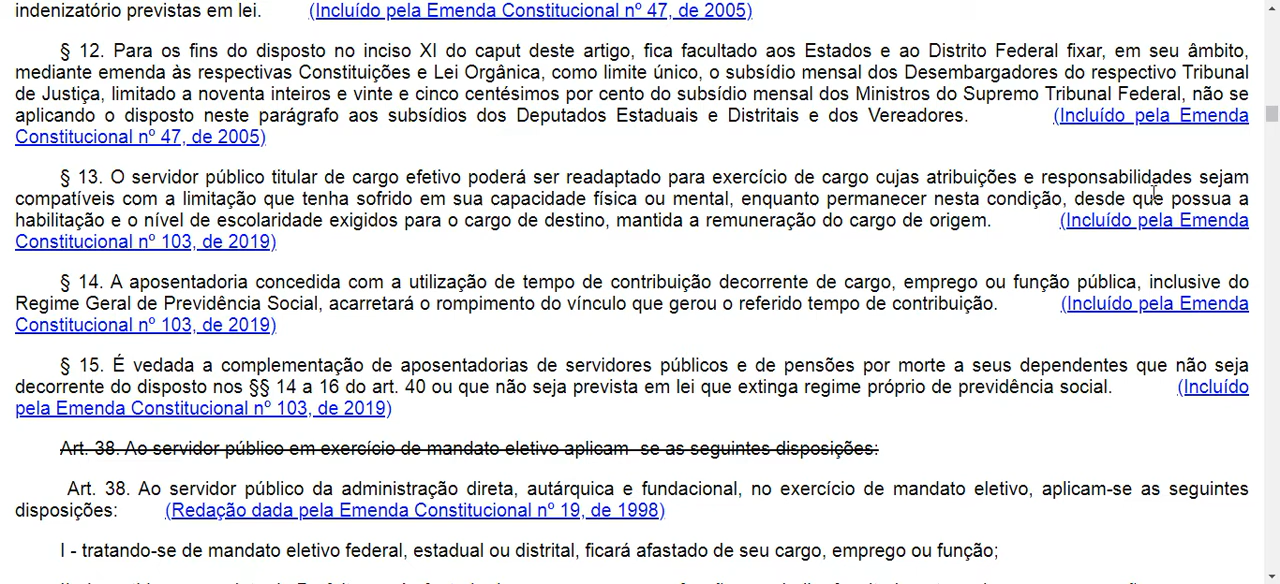 indenizatório previstas em lei. (Incluído pela Emenda Constitucional nº 47, de 2005)
§ 12. Para os fins do disposto no inciso XI do caput deste artigo, fica facultado aos Estados e ao Distrito Federal fixar, em seu âmbito,
mediante emenda às respectivas Constituições e Lei Orgânica, como limite único, o subsídio mensal dos Desembargadores do respectivo Tribunal
de Justiça, limitado a noventa inteiros e vinte e cinco centésimos por cento do subsídio mensal dos Ministros do Supremo Tribunal Federal, não se
aplicando o disposto neste parágrafo aos subsídios dos Deputados Estaduais e Distritais e dos Vereadores. (Incluído pela Emenda
Constitucional nº 47, de 2005)
§ 13. O servidor público titular de cargo efetivo poderá ser readaptado para exercício de cargo cujas atribuições e responsabilidades sejam
compatíveis com a limitação que tenha sofrido em sua capacidade física ou mental, enquanto permanecer nesta condição, desde que possua a
habilitação e o nível de escolaridade exigidos para o cargo de destino, mantida a remuneração do cargo de origem. (Incluído pela Emenda
Constitucional nº 103, de 2019)
§ 14. A aposentadoria concedida com a utilização de tempo de contribuição decorrente de cargo, emprego ou função pública, inclusive do
Regime Geral de Previdência Social, acarretará o rompimento do vínculo que gerou o referido tempo de contribuição. (Incluído pela Emenda
Constitucional nº 103, de 2019)
§ 15. É vedada a complementação de aposentadorias de servidores públicos e de pensões por morte a seus dependentes que não seja
decorrente do disposto nos §§ 14 a 16 do art. 40 ou que não seja prevista em lei que extinga regime próprio de previdência social. (Incluído
pela Emenda Constitucional nº 103, de 2019)
Art. 38. Ao servidor público em exercício de mandato eletivo aplicam- se as seguintes disposições:
Art. 38. Ao servidor público da administração direta, autárquica e fundacional, no exercício de mandato eletivo, aplicam-se as seguintes
disposições: (Redação dada pela Emenda Constitucional nº 19, de 1998)
I - tratando-se de mandato eletivo federal, estadual ou distrital, ficará afastado de seu cargo, emprego ou função;